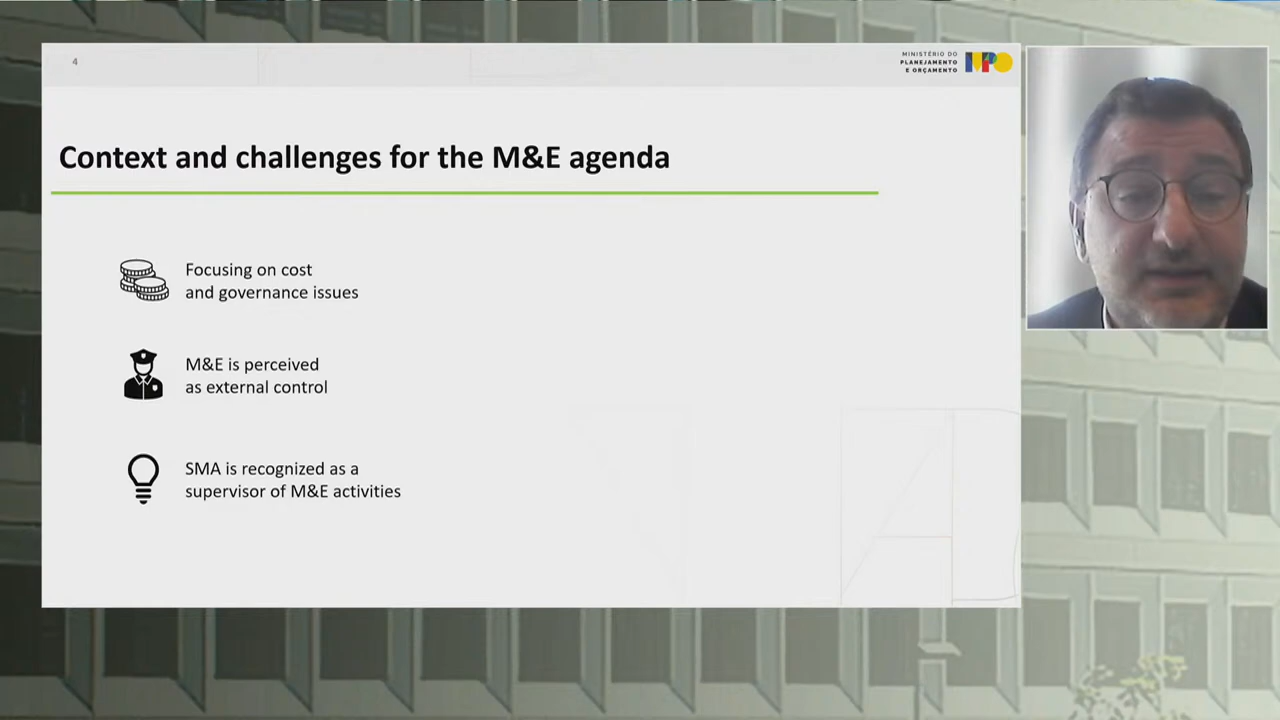 4
MINISTÉRIO DO
PLANEJAMENTO
E ORÇAMENTO
MPO
Context and challenges for the M&E agenda
Focusing on cost
and governance issues
M&E is perceived
as external control
SMA is recognized as a
supervisor of M&E activities